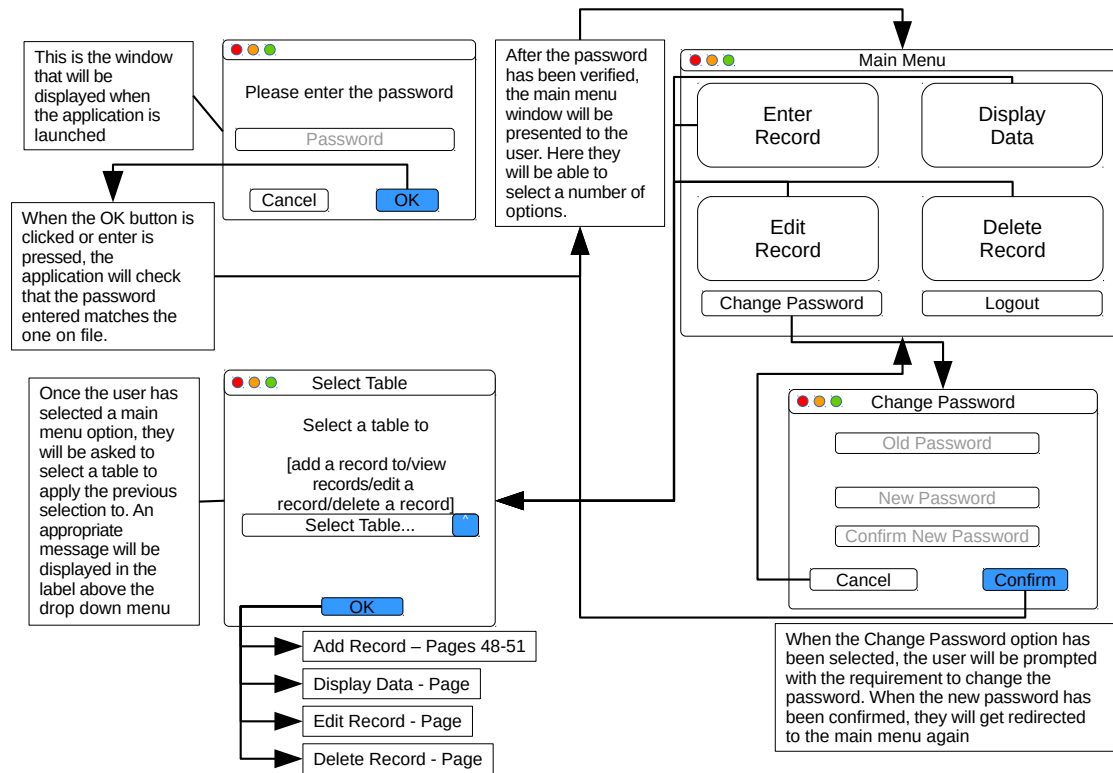 This is the window
that will be
displayed when
the application is
launched
Please enter the password
Password
Cancel
OK
When the OK button is
clicked or enter is
pressed, the
application will check
that the password
entered matches the
one on file.
After the password
has been verified,
the main menu
window will be
presented to the
user. Here they
will be able to
select a number of
options.
Main Menu
Enter
Record
Display
Data
Edit
Record
Delete
Record
Change Password
Logout
Once the user has
selected a main
menu option, they
will be asked to
select a table to
apply the previous
selection to. An
appropriate
message will be
displayed in the
label above the
drop down menu
Select Table
Select a table to
[add a record to/view
records/edit a
record/delete a record]
Select Table...
^
OK
Add Record – Pages 48-51
Display Data - Page
Edit Record - Page
Delete Record - Page
Change Password
Old Password
New Password
Confirm New Password
Cancel
Confirm
When the Change Password option has
been selected, the user will be prompted
with the requirement to change the
password. When the new password has
been confirmed, they will get redirected
to the main menu again